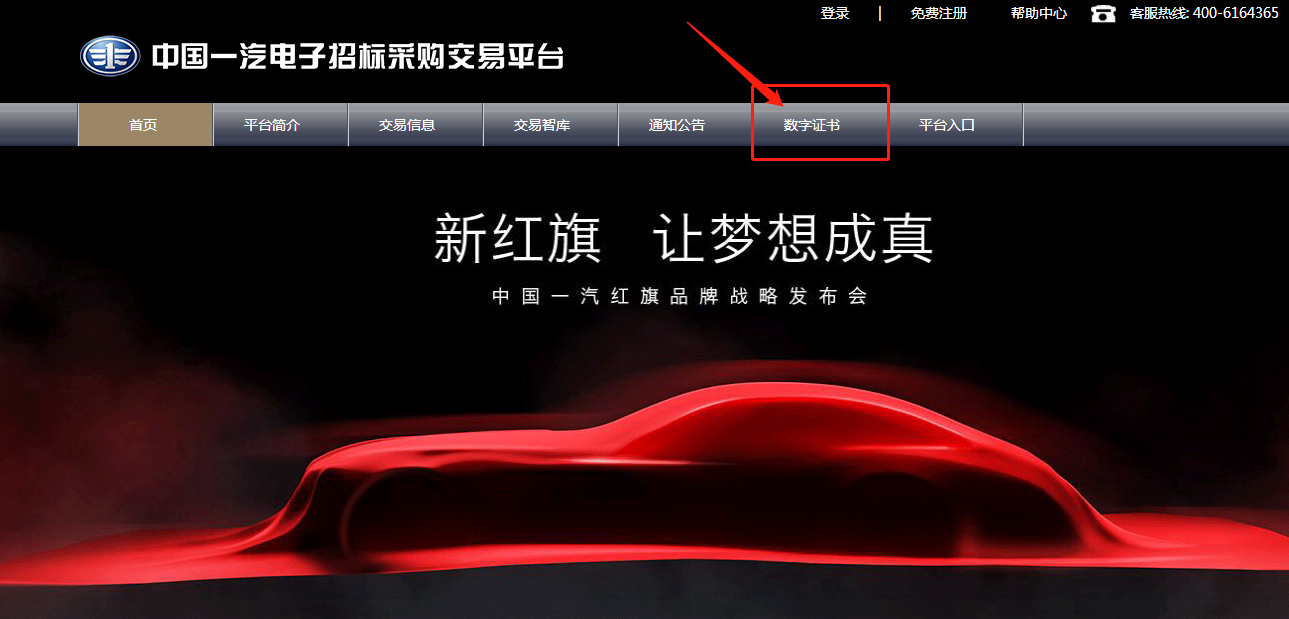 登录 | 免费注册 帮助中心 客服热线: 400-6164365
中国一汽电子招标采购交易平台
首页 平台简介 交易信息 交易智库 通知公告 数字证书 平台入口
新红旗 让梦想成真
中国一汽红旗品牌战略发布会